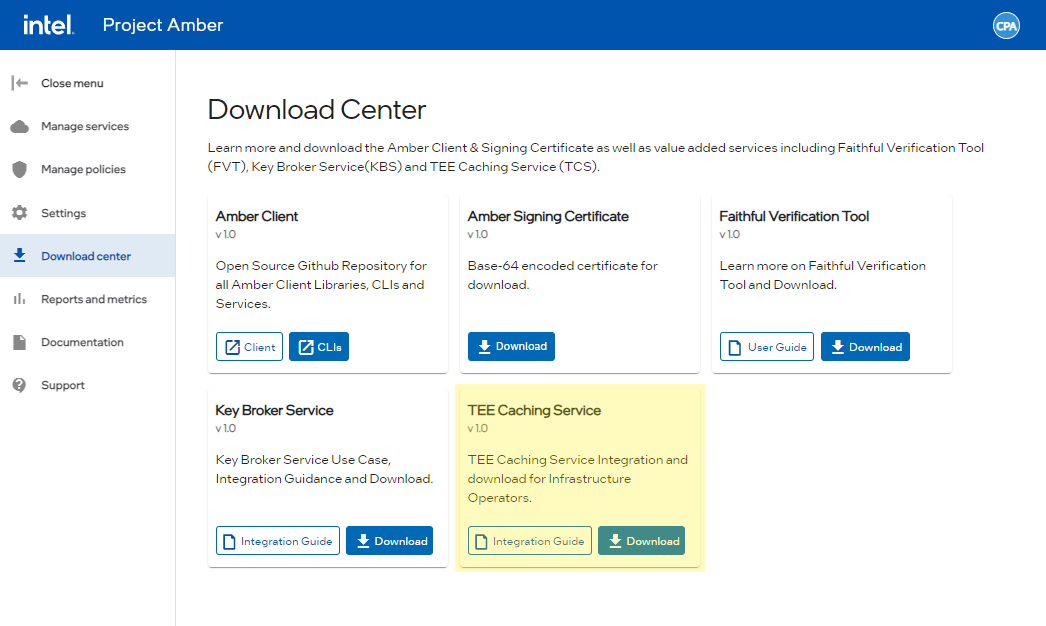 intel. Project Amber CPA
Close menu
Manage services
Manage policies
Settings
Download center
Reports and metrics
Documentation
Support
Download Center
Learn more and download the Amber Client & Signing Certificate as well as value added services including Faithful Verification Tool
(FVT), Key Broker Service(KBS) and TEE Caching Service (TCS).
Amber Client
v 1.0
Open Source Github Repository for
all Amber Client Libraries, CLIs and
Services.
Client CLIs
Amber Signing Certificate
v 1.0
Base-64 encoded certificate for
download.
Download
Faithful Verification Tool
v 1.0
Learn more on Faithful Verification
Tool and Download.
User Guide Download
Key Broker Service
v 1.0
Key Broker Service Use Case,
Integration Guidance and Download.
Integration Guide Download
TEE Caching Service
v 1.0
TEE Caching Service Integration and
download for Infrastructure
Operators.
Integration Guide Download